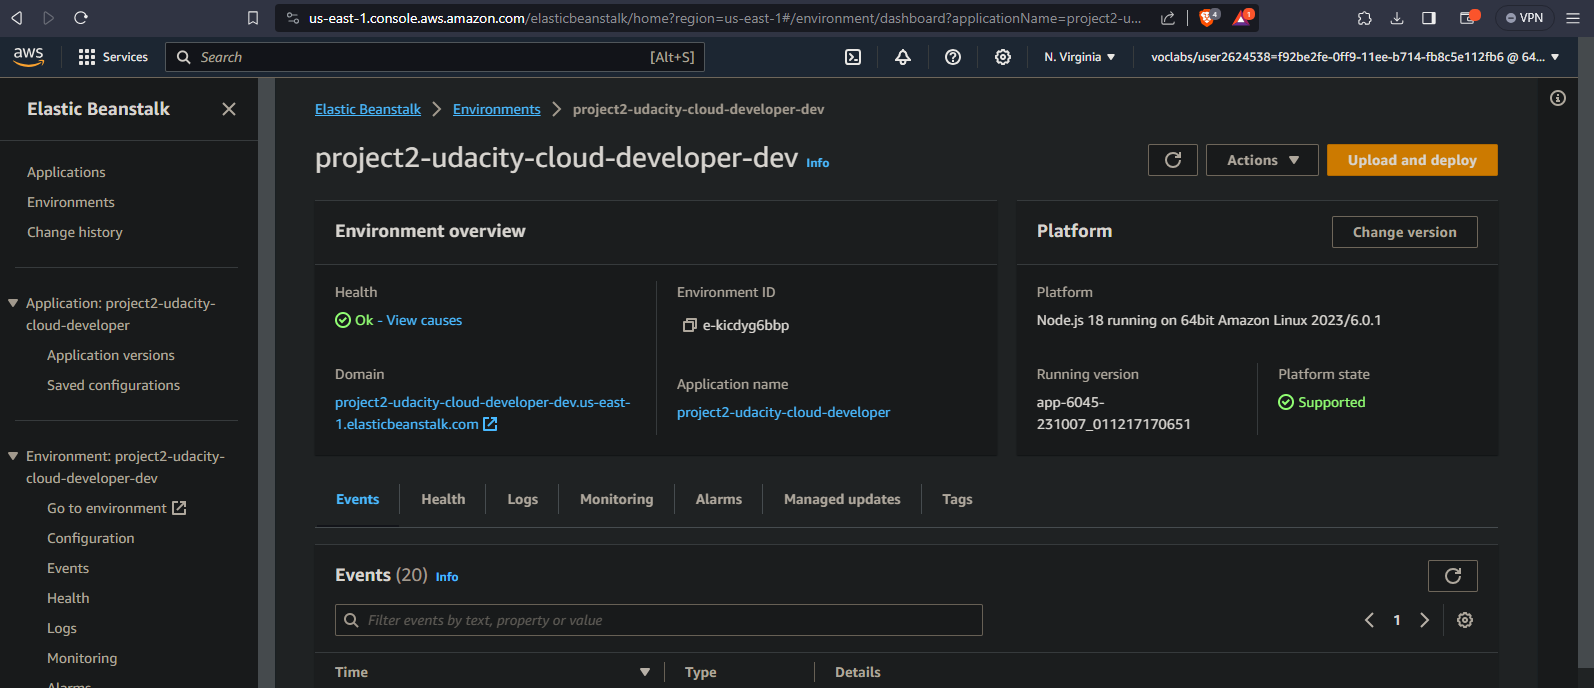 us-east-1.console.aws.amazon.com/elasticbeanstalk/home?region=us-east-1#/environment/dashboard?applicationName=project2-u...
4
1
VPN
aws
Services
Search
[Alt+S]
N. Virginia
voclabs/user2624538=f92be2fe-0ff9-11ee-b714-fb8c5e112fb6 @ 64...
Elastic Beanstalk
Applications
Environments
Change history
Application: project2-udacity-
cloud-developer
Application versions
Saved configurations
Environment: project2-udacity-
cloud-developer-dev
Go to environment
Configuration
Events
Health
Logs
Monitoring
Alarms
Elastic Beanstalk
Environments
project2-udacity-cloud-developer-dev
project2-udacity-cloud-developer-dev Info
Actions
Upload and deploy
Environment overview
Health
Ok - View causes
Domain
project2-udacity-cloud-developer-dev.us-east-
1.elasticbeanstalk.com
Environment ID
e-kicdyg6bbp
Application name
project2-udacity-cloud-developer
Platform
Change version
Platform
Node.js 18 running on 64bit Amazon Linux 2023/6.0.1
Running version
app-6045-
231007_011217170651
Platform state
Supported
Events
Health
Logs
Monitoring
Alarms
Managed updates
Tags
Events (20) Info
Filter events by text, property or value
1
Time
Type
Details